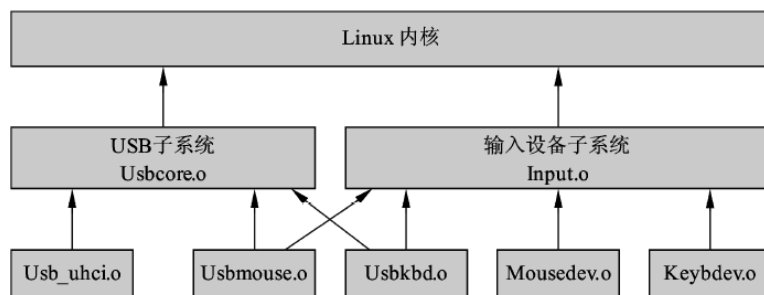 Linux 内核
USB子系统
Usbcore.o
输入设备子系统
Input.o
Usb_uhci.o
Usbmouse.o
Usbkbd.o
Mousedev.o
Keybdev.o